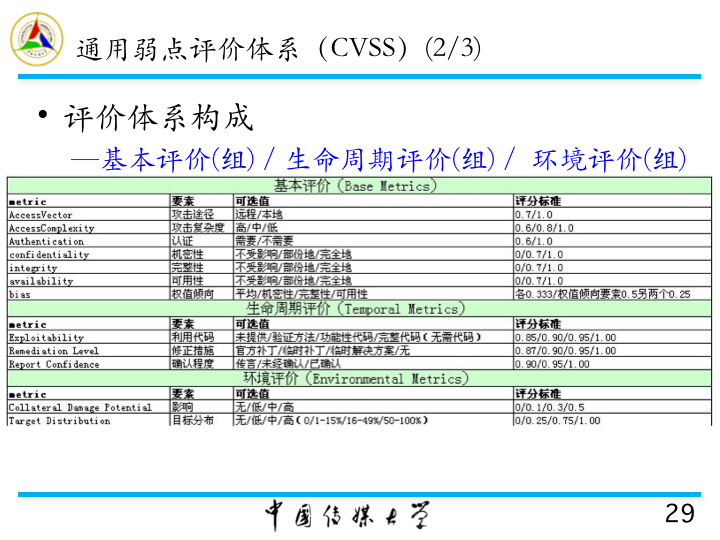 通用弱点评价体系（CVSS）(2/3)
• 评价体系构成
—基本评价(组) / 生命周期评价(组) / 环境评价(组)
基本评价（Base Metrics）
metric 要素 可选值 评分标准
AccessVector 攻击途径 远程/本地 0.7/1.0
AccessComplexity 攻击复杂度 高/中/低 0.6/0.8/1.0
Authentication 认证 需要/不需要 0.6/1.0
confidentiality 机密性 不受影响/部份地/完全地 0/0.7/1.0
integrity 完整性 不受影响/部份地/完全地 0/0.7/1.0
availability 可用性 不受影响/部份地/完全地 0/0.7/1.0
bias 权值倾向 平均/机密性/完整性/可用性 各0.333/权值倾向要素0.5另两个0.25
生命周期评价（Temporal Metrics）
metric 要素 可选值 评分标准
Exploitability 利用代码 未提供/验证方法/功能性代码/完整代码（无需代码） 0.85/0.90/0.95/1.00
Remediation Level 修正措施 官方补丁/临时补丁/临时解决方案/无 0.87/0.90/0.95/1.00
Report Confidence 确认程度 传言/未经确认/已确认 0.90/0.95/1.00
环境评价（Environmental Metrics）
metric 要素 可选值 评分标准
Collateral Damage Potential 影响 无/低/中/高 0/0.1/0.3/0.5
Target Distribution 目标分布 无/低/中/高（0/1-15%/16-49%/50-100%） 0/0.25/0.75/1.00
中国传媒大学
29